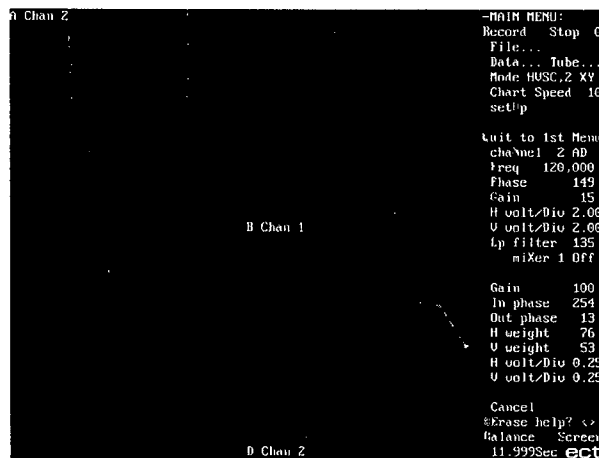 A Chan 2
B Chan 1
D Chan 2
-MAIN MENU:
Record Stop
File...
Data... Tube...
Mode HVSC,2 XY
Chart Speed 10
setUp
Quit to 1st Menu
chaNnel 2 AD
Freq 120,000
Phase 149
Gain 15
H volt/Div 2.00
V volt/Div 2.00
Lp filter 135
miXer 1 Off
Gain 100
In phase 254
Out phase 13
H weight 76
V weight 53
H volt/Div 0.25
V volt/Div 0.25
Cancel
Erase help? <>
Balance Screen
11.999Sec ect